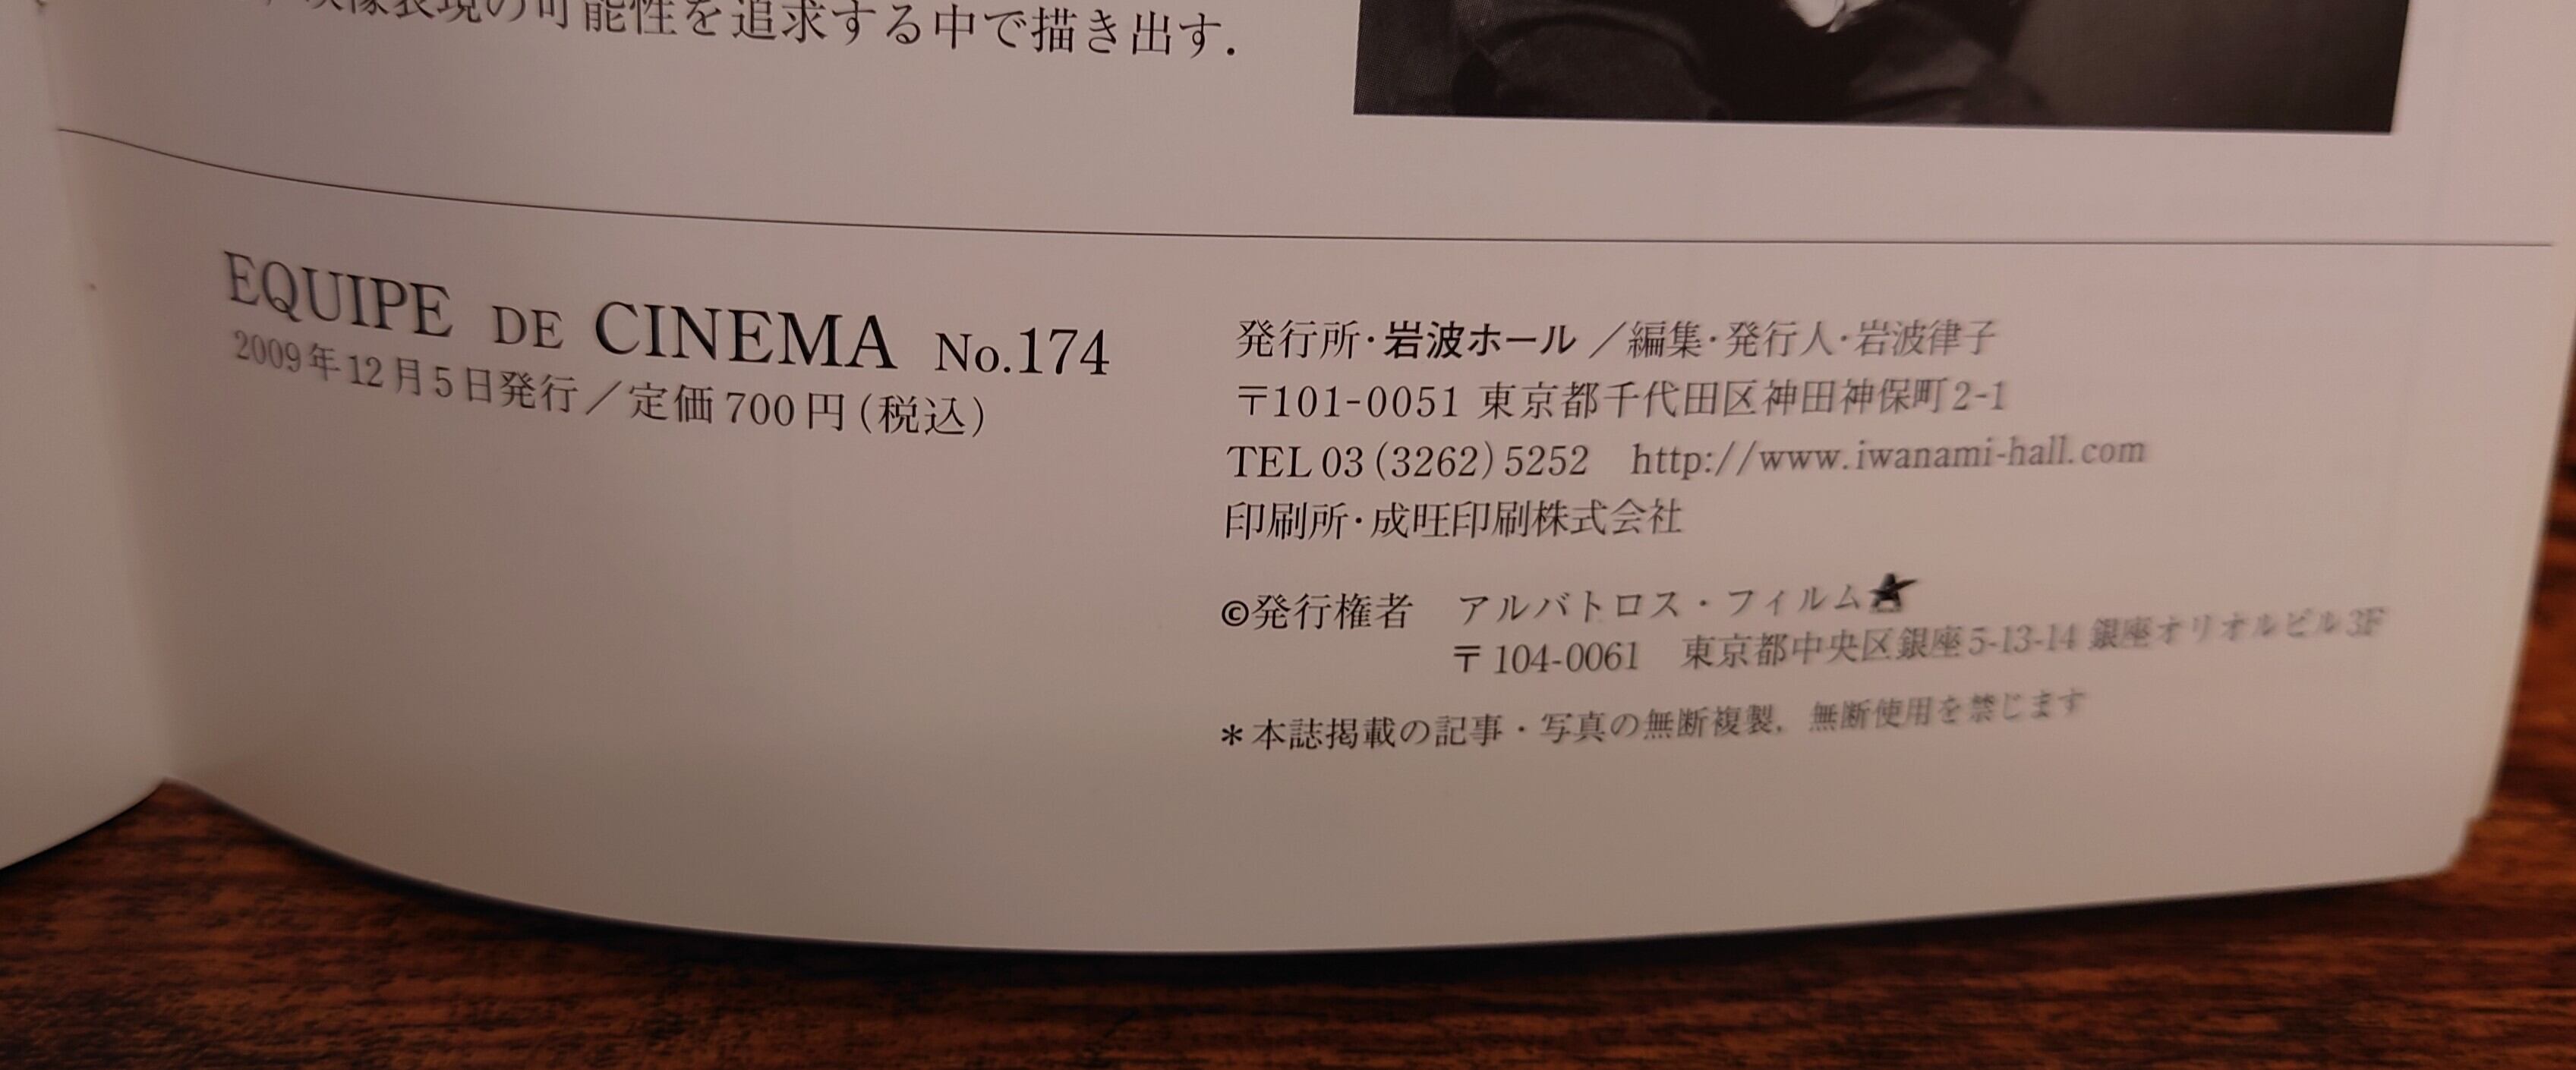 映像表現の可能性を追求する中で描き出す.
EQUIPE DE CINEMA No.174
2009年12月5日発行／定価700円(税込)
発行所・岩波ホール／編集・発行人・岩波律子
〒101-0051 東京都千代田区神田神保町2-1
TEL 03(3262)5252 http://www.iwanami-hall.com
印刷所・成旺印刷株式会社
©発行権者 アルバトロス・フィルム★
〒104-0061 東京都中央区銀座5-13-14 銀座オリオルビル3F
＊本誌掲載の記事・写真の無断複製，無断使用を禁じます